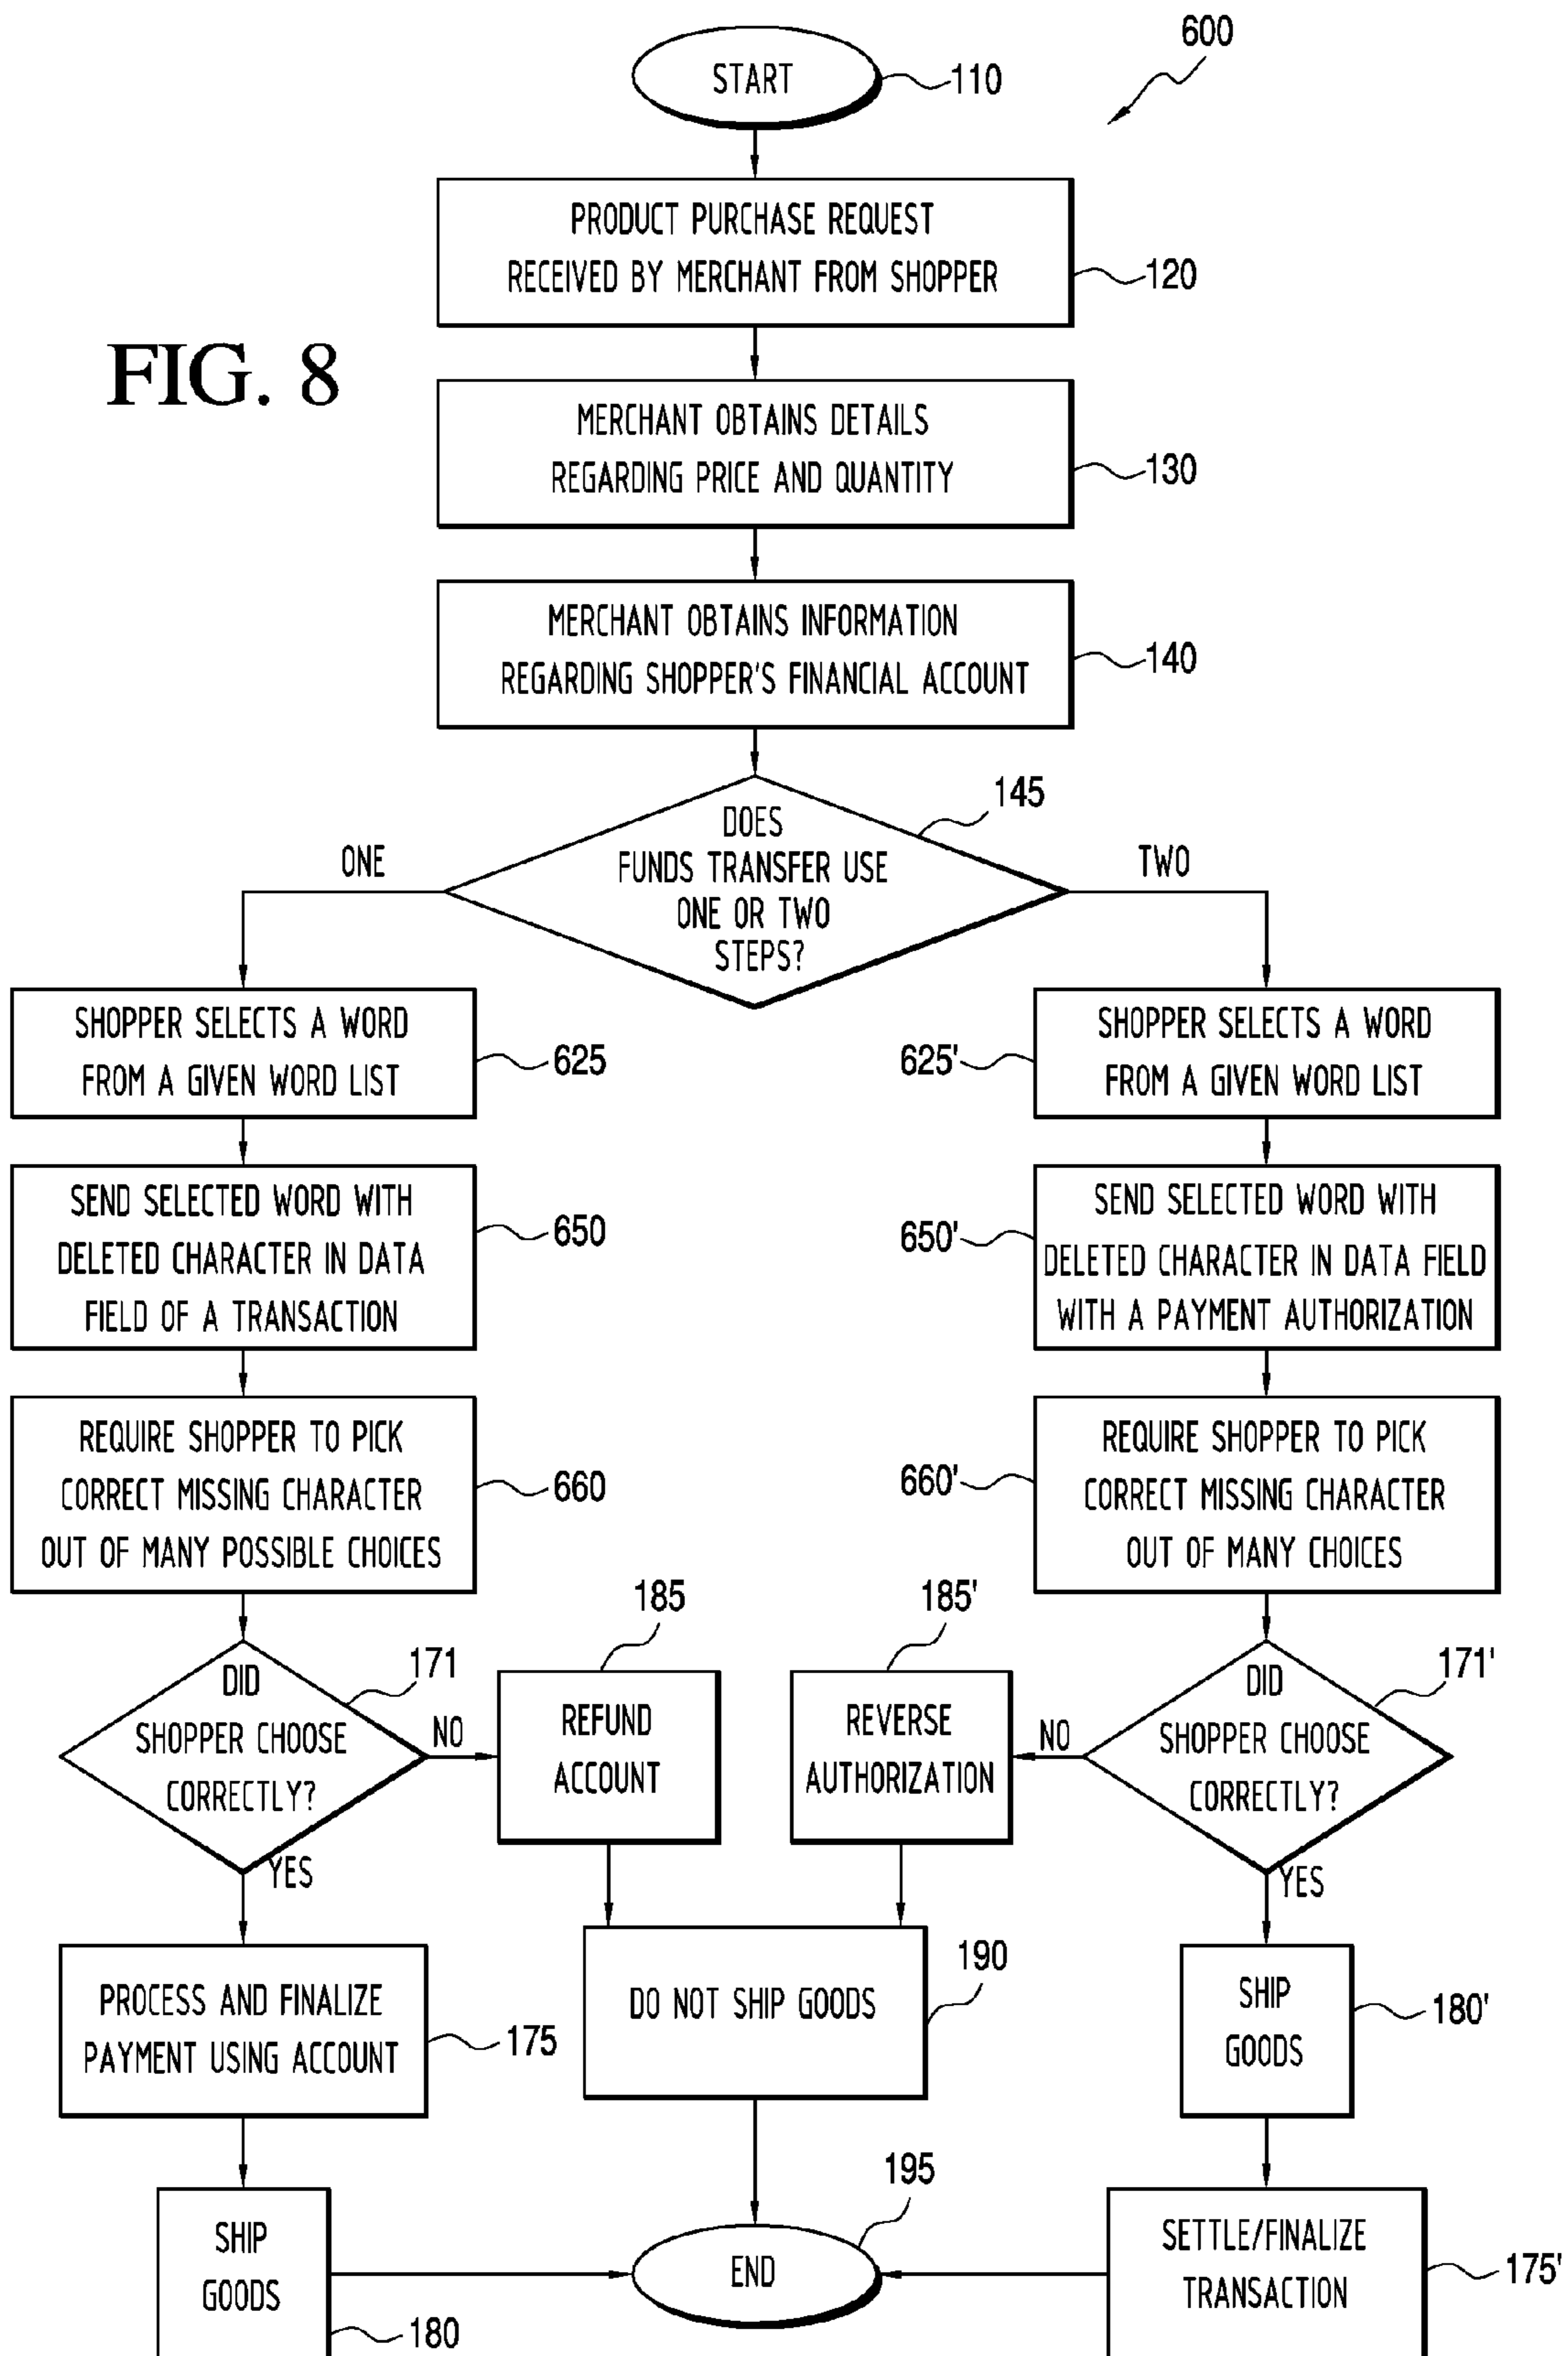 600
START
110
PRODUCT PURCHASE REQUEST
RECEIVED BY MERCHANT FROM SHOPPER
120
FIG. 8
MERCHANT OBTAINS DETAILS
REGARDING PRICE AND QUANTITY
130
MERCHANT OBTAINS INFORMATION
REGARDING SHOPPER'S FINANCIAL ACCOUNT
140
145
DOES
FUNDS TRANSFER USE
ONE OR TWO
STEPS?
ONE
TWO
SHOPPER SELECTS A WORD
FROM A GIVEN WORD LIST
625
625'
SHOPPER SELECTS A WORD
FROM A GIVEN WORD LIST
SEND SELECTED WORD WITH
DELETED CHARACTER IN DATA
FIELD OF A TRANSACTION
650
650'
SEND SELECTED WORD WITH
DELETED CHARACTER IN DATA FIELD
WITH A PAYMENT AUTHORIZATION
REQUIRE SHOPPER TO PICK
CORRECT MISSING CHARACTER
OUT OF MANY POSSIBLE CHOICES
660
660'
REQUIRE SHOPPER TO PICK
CORRECT MISSING CHARACTER
OUT OF MANY CHOICES
DID
SHOPPER CHOOSE
CORRECTLY?
171
NO
YES
185
REFUND
ACCOUNT
185'
REVERSE
AUTHORIZATION
NO
171'
DID
SHOPPER CHOOSE
CORRECTLY?
YES
PROCESS AND FINALIZE
PAYMENT USING ACCOUNT
175
DO NOT SHIP GOODS
190
SHIP
GOODS
180'
SHIP
GOODS
180
195
END
SETTLE/FINALIZE
TRANSACTION
175'